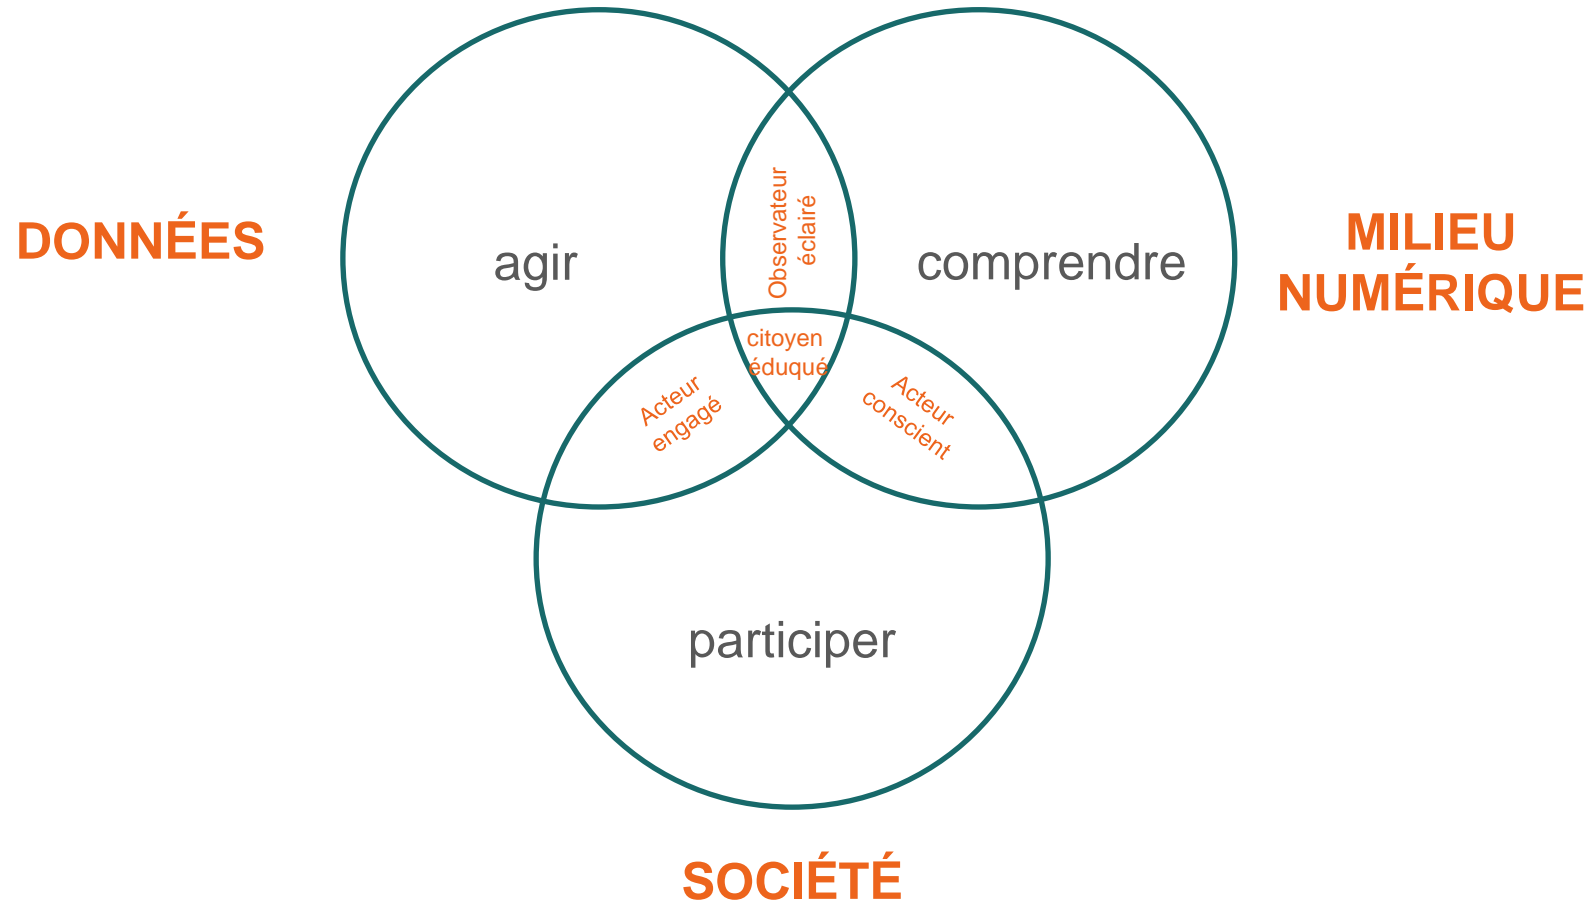 DONNÉES
agir
Observateur
éclairé
comprendre
MILIEU
NUMÉRIQUE
citoyen
éduqué
Acteur
engagé
Acteur
conscient
participer
SOCIÉTÉ